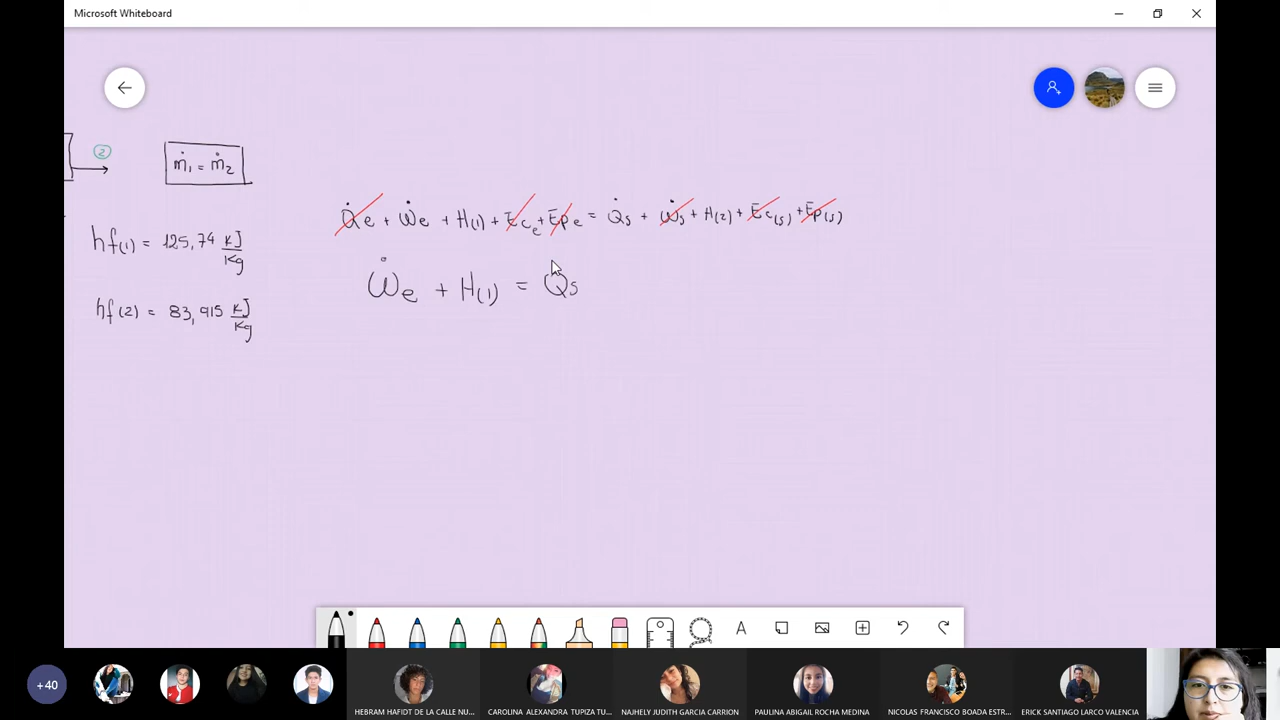 Microsoft Whiteboard
2
ṁ₁ = ṁ₂
Q̇e + Ẇe + H(1) + Ece + Epe = Q̇s + Ẇs + H(2) + Ec(s) + Ep(s)
hf(1) = 125,74 kJ/Kg
Ẇe + H(1) = Qs
hf(2) = 83,915 kJ/Kg
A
+40
HEBRAM HAFIDT DE LA CALLE NU...
CAROLINA ALEXANDRA TUPIZA TU...
NAJHELY JUDITH GARCIA CARRION
PAULINA ABIGAIL ROCHA MEDINA
NICOLAS FRANCISCO BOADA ESTR...
ERICK SANTIAGO LARCO VALENCIA